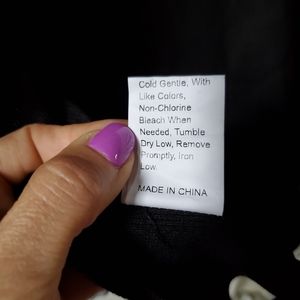 Cold Gentle, With
Like Colors,
Non-Chlorine
Bleach When
Needed, Tumble
Dry Low, Remove
Promptly, Iron
Low.
MADE IN CHINA